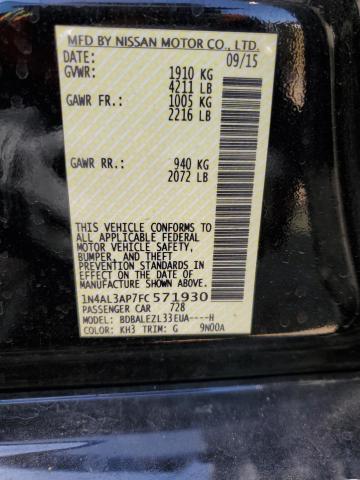 MFD BY NISSAN MOTOR CO., LTD.
DATE: 09/15
GVWR: 1910 KG
4211 LB
GAWR FR: 1005 KG
2216 LB
GAWR RR: 940 KG
2072 LB
THIS VEHICLE CONFORMS TO
ALL APPLICABLE FEDERAL
MOTOR VEHICLE SAFETY,
BUMPER, AND THEFT
PREVENTION STANDARDS IN
EFFECT ON THE DATE OF
MANUFACTURE SHOWN ABOVE.
1N4AL3AP7FC571930
PASSENGER CAR 728
MODEL: BDBALEZL33EUA----H
COLOR: KH3 TRIM: G 9N00A